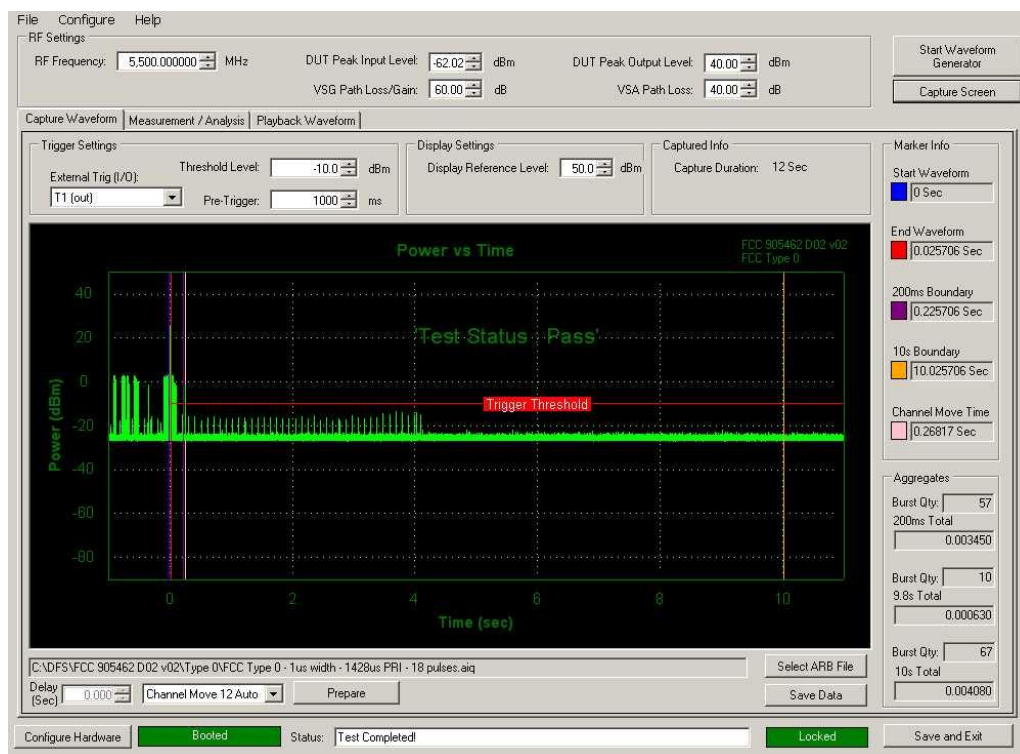 File Configure Help
RF Settings
RF Frequency: 5,500.000000 MHz
DUT Peak Input Level: -62.02 dBm
DUT Peak Output Level: 40.00 dBm
VSG Path Loss/Gain: 60.00 dB
VSA Path Loss: 40.00 dB
Start Waveform
Generator
Capture Screen
Capture Waveform Measurement / Analysis Playback Waveform
Trigger Settings
External Trig (I/O):
T1 (out)
Threshold Level: -10.0 dBm
Pre-Trigger: 1000 ms
Display Settings
Display Reference Level: 50.0 dBm
Captured Info
Capture Duration: 12 Sec
Power vs Time
FCC 905462 D02 v02
FCC Type 0
'Test Status : Pass'
Trigger Threshold
Power (dBm)
40
20
0
-20
-40
-60
-80
0 2 4 6 8 10
Time (sec)
Marker Info
Start Waveform
0 Sec
End Waveform
0.025706 Sec
200ms Boundary
0.225706 Sec
10s Boundary
10.025706 Sec
Channel Move Time
0.26817 Sec
Aggregates
Burst Qty: 57
200ms Total
0.003450
Burst Qty: 10
9.8s Total
0.000630
Burst Qty: 67
10s Total
0.004080
C:\DFS\FCC 905462 D02 v02\Type 0\FCC Type 0 - 1us width - 1428us PRI - 18 pulses.aiq
Select ARB File
Delay
(Sec) 0.000
Channel Move 12 Auto
Prepare
Save Data
Configure Hardware
Booted
Status: Test Completed!
Locked
Save and Exit